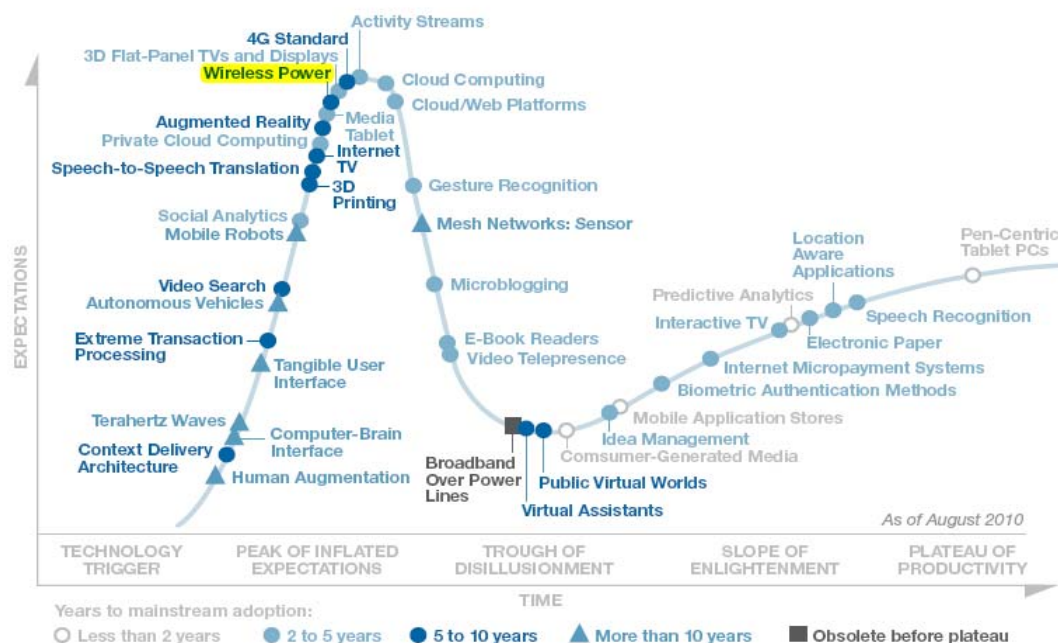 Activity Streams
4G Standard
3D Flat-Panel TVs and Displays
Wireless Power
Cloud Computing
Cloud/Web Platforms
Augmented Reality
Media
Tablet
Private Cloud Computing
Internet
TV
Speech-to-Speech Translation
3D
Printing
Gesture Recognition
Social Analytics
Mobile Robots
Mesh Networks: Sensor
Pen-Centric
Tablet PCs
Location
Aware
Applications
Video Search
Autonomous Vehicles
Microblogging
Predictive Analytics
Interactive TV
Speech Recognition
Extreme Transaction
Processing
E-Book Readers
Video Telepresence
Electronic Paper
Tangible User
Interface
Internet Micropayment Systems
Biometric Authentication Methods
Terahertz Waves
Computer-Brain
Interface
Mobile Application Stores
Idea Management
Context Delivery
Architecture
Comsumer-Generated Media
Human Augmentation
Broadband
Over Power
Lines
Public Virtual Worlds
Virtual Assistants
EXPECTATIONS
As of August 2010
TECHNOLOGY
TRIGGER
PEAK OF INFLATED
EXPECTATIONS
TROUGH OF
DISILLUSIONMENT
SLOPE OF
ENLIGHTENMENT
PLATEAU OF
PRODUCTIVITY
TIME
Years to mainstream adoption:
Less than 2 years
2 to 5 years
5 to 10 years
More than 10 years
Obsolete before plateau